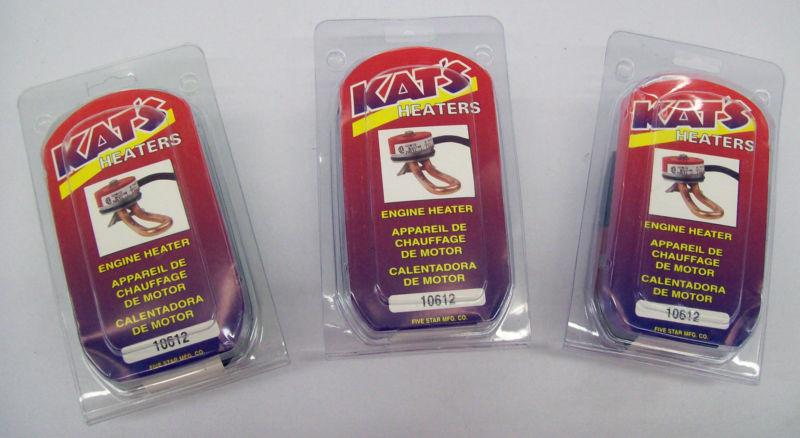 KAT'S
HEATERS
ENGINE HEATER
APPAREIL DE
CHAUFFAGE
DE MOTOR
CALENTADORA
DE MOTOR
10612
FIVE STAR MFG. CO.
KAT'S
HEATERS
ENGINE HEATER
APPAREIL DE
CHAUFFAGE
DE MOTOR
CALENTADORA
DE MOTOR
10612
FIVE STAR MFG. CO.
KAT'S
HEATERS
ENGINE HEATER
APPAREIL DE
CHAUFFAGE
DE MOTOR
CALENTADORA
DE MOTOR
10612
FIVE STAR MFG. CO.